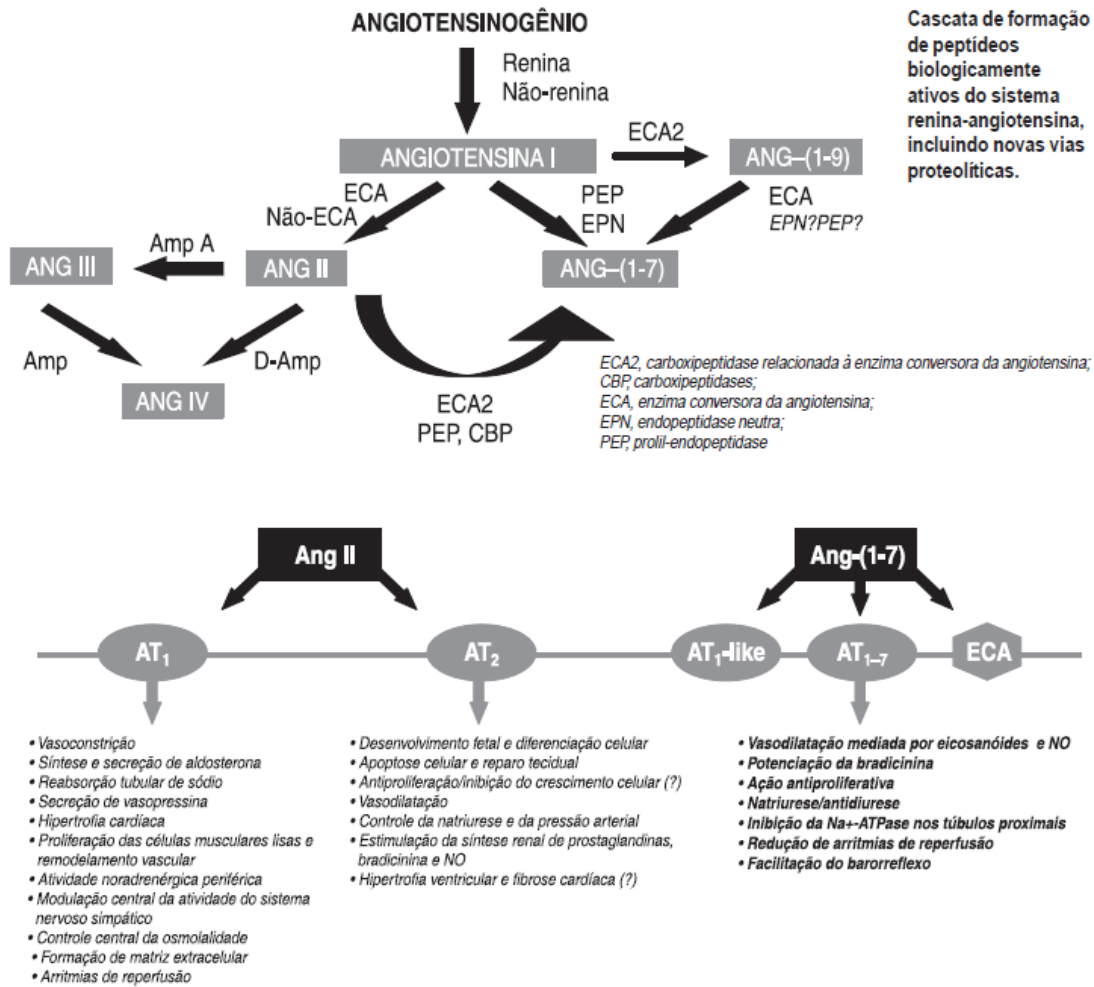 ANGIOTENSINOGÊNIO
Cascata de formação
de peptídeos
biologicamente
ativos do sistema
renina-angiotensina,
incluindo novas vias
proteolíticas.
Renina
Não-renina
ANGIOTENSINA I
ECA2
ANG–(1-9)
ECA
Não-ECA
PEP
EPN
ECA
EPN?PEP?
ANG III
Amp A
ANG II
ANG–(1-7)
Amp
D-Amp
ANG IV
ECA2
PEP, CBP
ECA2, carboxipeptidase relacionada à enzima conversora da angiotensina;
CBP, carboxipeptidases;
ECA, enzima conversora da angiotensina;
EPN, endopeptidase neutra;
PEP, prolil-endopeptidase
Ang II
Ang-(1-7)
AT1
AT2
AT1-like
AT1–7
ECA
• Vasoconstrição
• Síntese e secreção de aldosterona
• Reabsorção tubular de sódio
• Secreção de vasopressina
• Hipertrofia cardíaca
• Proliferação das células musculares lisas e
remodelamento vascular
• Atividade noradrenérgica periférica
• Modulação central da atividade do sistema
nervoso simpático
• Controle central da osmolalidade
• Formação de matriz extracelular
• Arritmias de reperfusão
• Desenvolvimento fetal e diferenciação celular
• Apoptose celular e reparo tecidual
• Antiproliferação/inibição do crescimento celular (?)
• Vasodilatação
• Controle da natriurese e da pressão arterial
• Estimulação da síntese renal de prostaglandinas,
bradicinina e NO
• Hipertrofia ventricular e fibrose cardíaca (?)
• Vasodilatação mediada por eicosanóides e NO
• Potenciação da bradicinina
• Ação antiproliferativa
• Natriurese/antidiurese
• Inibição da Na+-ATPase nos túbulos proximais
• Redução de arritmias de reperfusão
• Facilitação do barorreflexo